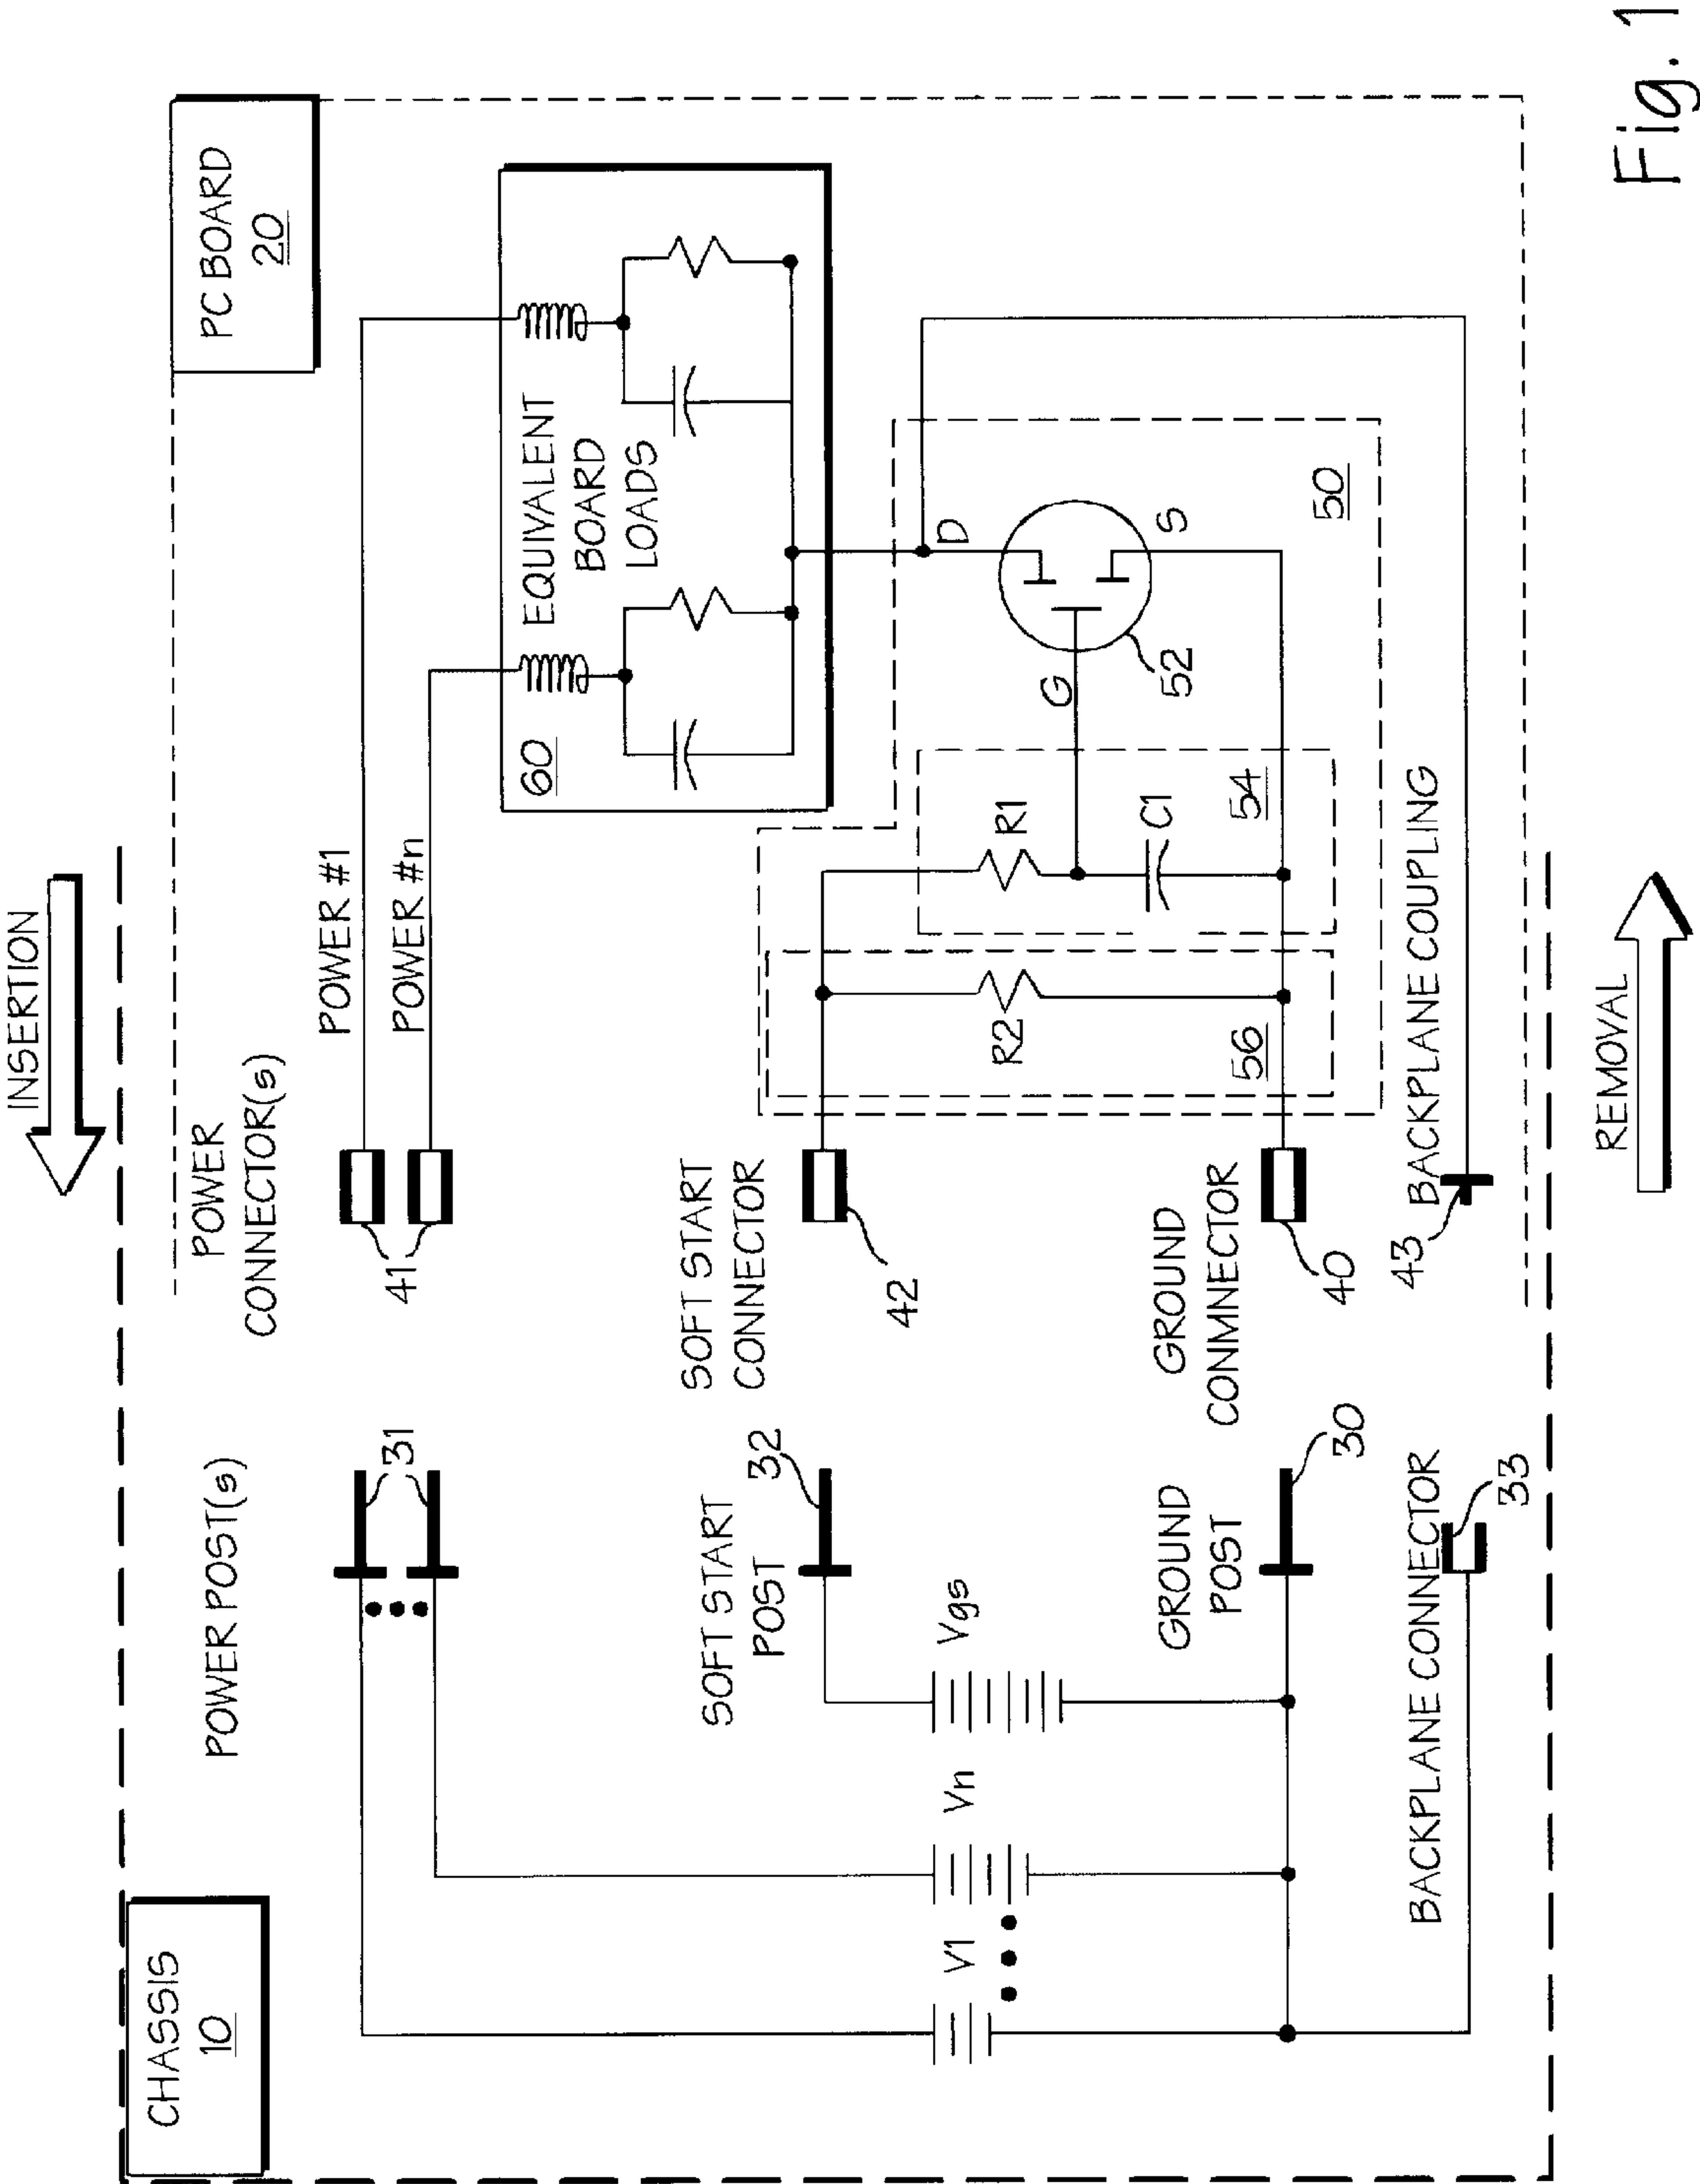 INSERTION
CHASSIS
10
PC BOARD
20
POWER POST(s)
31
POWER
CONNECTOR(s)
41
POWER #1
POWER #n
60
EQUIVALENT
BOARD
LOADS
SOFT START
POST
32
SOFT START
CONNECTOR
42
V1
Vn
Vgs
R2
56
R1
C1
54
G
D
S
52
50
GROUND
POST
30
GROUND
CONMNECTOR
40
BACKPLANE CONNECTOR
33
43
BACKPLANE COUPLING
REMOVAL
Fig. 1